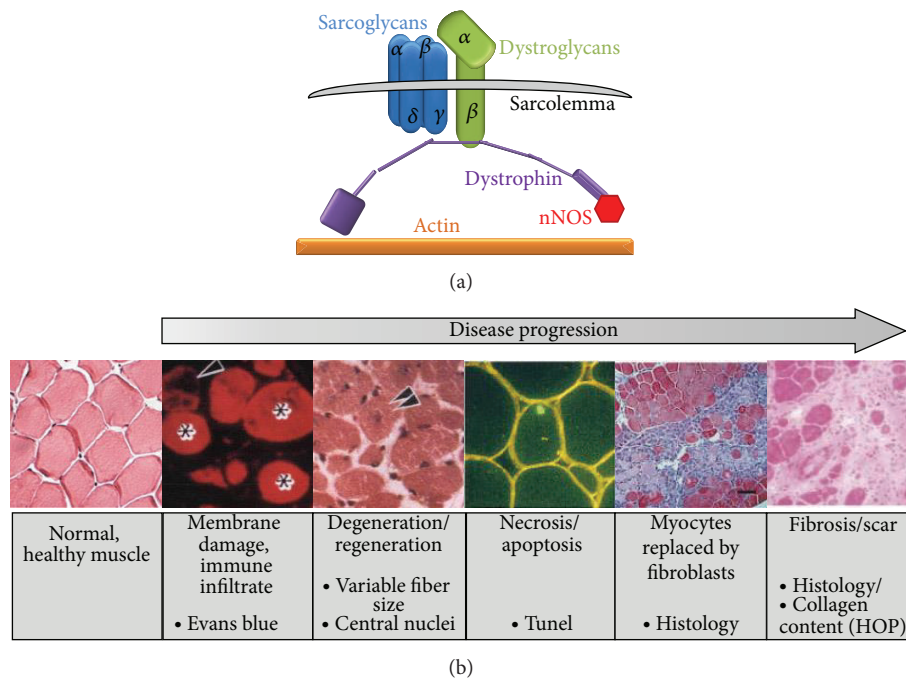 Sarcoglycans
α
β
α
Dystroglycans
Sarcolemma
δ
γ
β
Dystrophin
nNOS
Actin
(a)
Disease progression
*
*
*
Normal,
healthy muscle
Membrane
damage,
immune
infiltrate
• Evans blue
Degeneration/
regeneration
• Variable fiber
size
• Central nuclei
Necrosis/
apoptosis
• Tunel
Myocytes
replaced by
fibroblasts
• Histology
Fibrosis/scar
• Histology/
• Collagen
content (HOP)
(b)